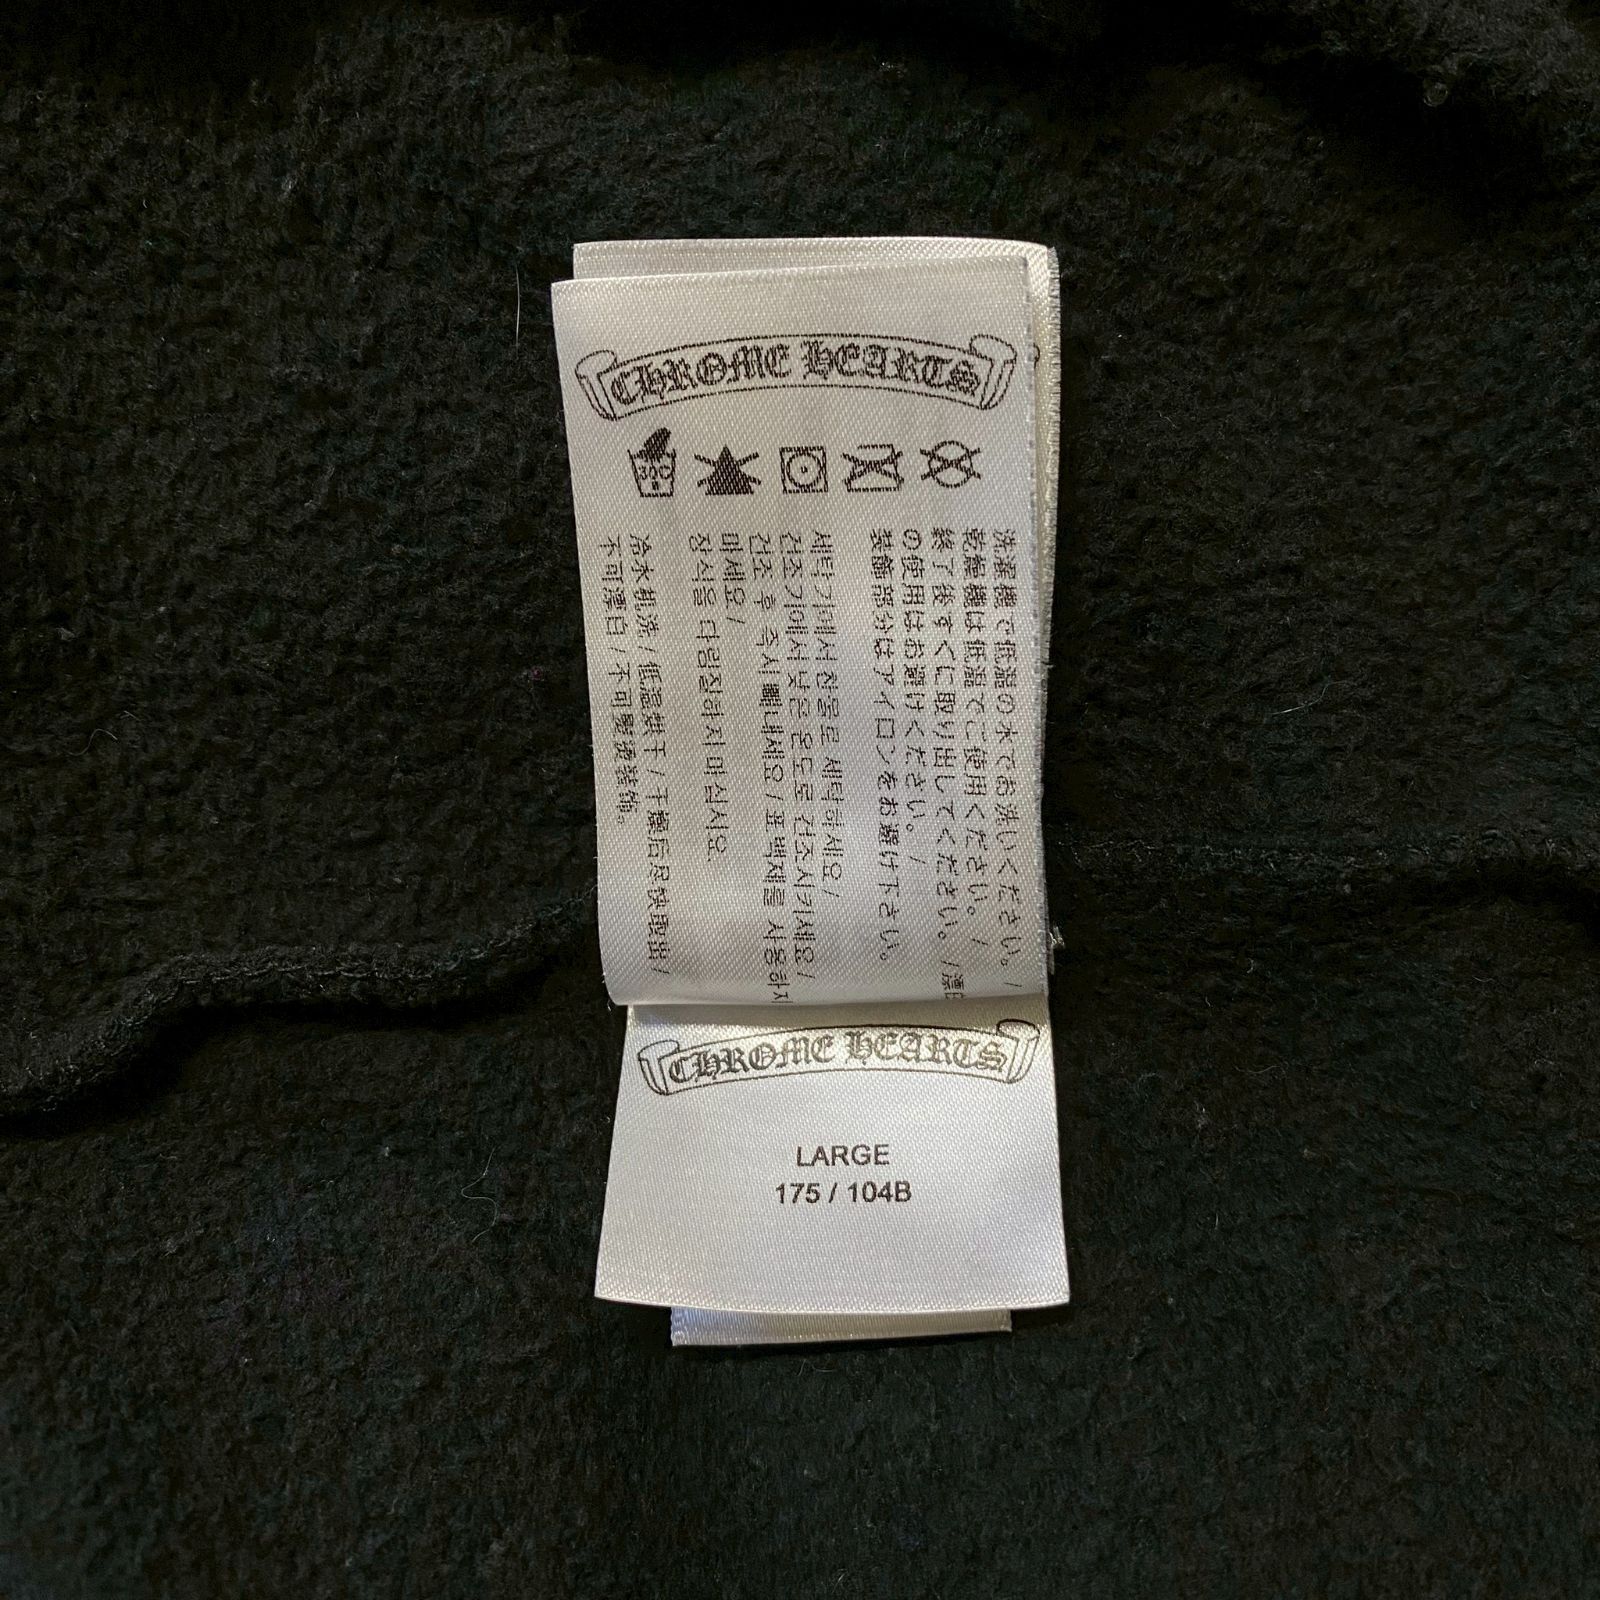 CHROME HEARTS
30C
洗濯機で低温の水でお洗いください。/
乾燥機は低温でご使用ください。/
終了後すぐに取り出してください。/漂白
の使用はお避けください。/
装飾部分はアイロンをお避け下さい。
세탁기에서 찬물로 세탁하세요/
건조기에서 낮은 온도로 건조시키세요/
건조 후 즉시 빼내세요/표백제를 사용하지
마세요/
장식을 다림질하지마십시요.
冷水机洗/低温烘干/干燥后尽快取出/
不可漂白/不可熨烫装饰。
CHROME HEARTS
LARGE
175 / 104B